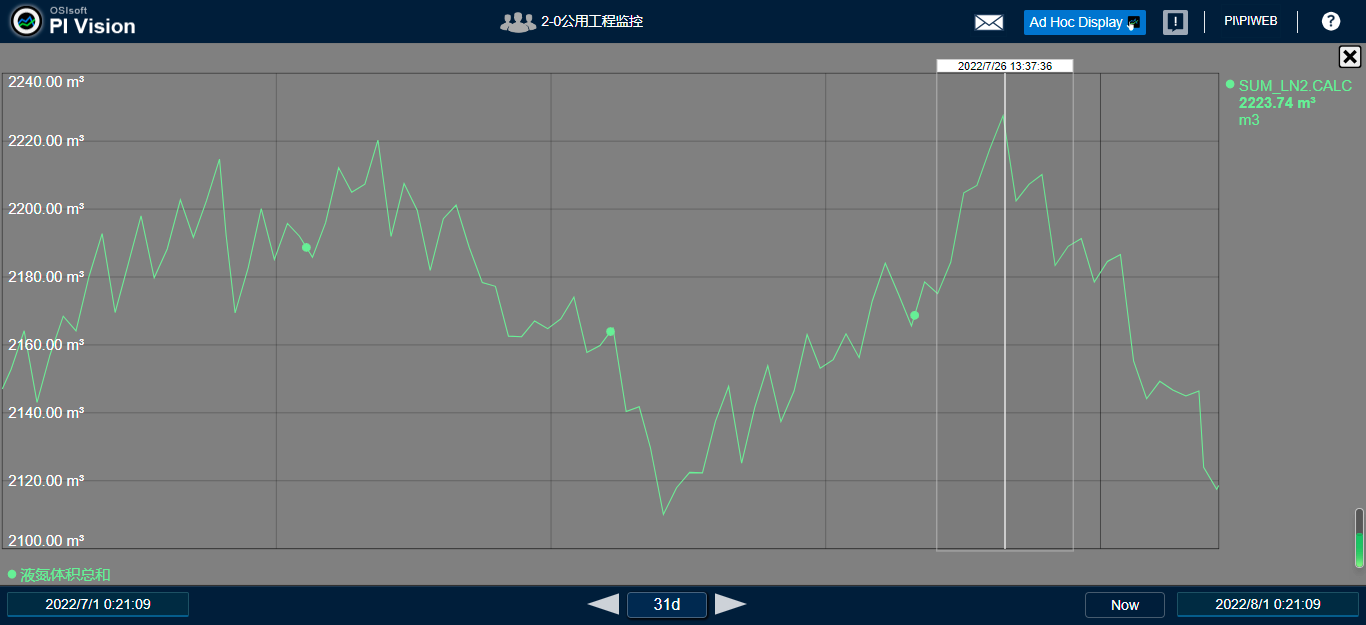 OSIsoft
PI Vision
2-0公用工程监控
Ad Hoc Display
PI\PIWEB
?
2022/7/26 13:37:36
2240.00 m³
2220.00 m³
2200.00 m³
2180.00 m³
2160.00 m³
2140.00 m³
2120.00 m³
2100.00 m³
SUM_LN2.CALC
2223.74 m³
m3
液氮体积总和
2022/7/1 0:21:09
31d
Now
2022/8/1 0:21:09